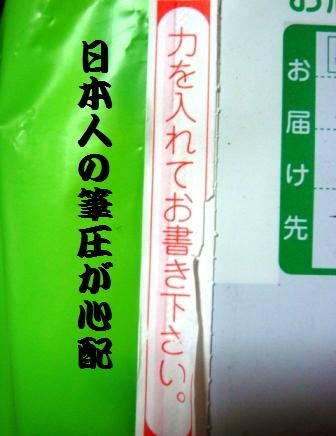 お届け先
力を入れてお書き下さい。
日本人の筆圧が心配